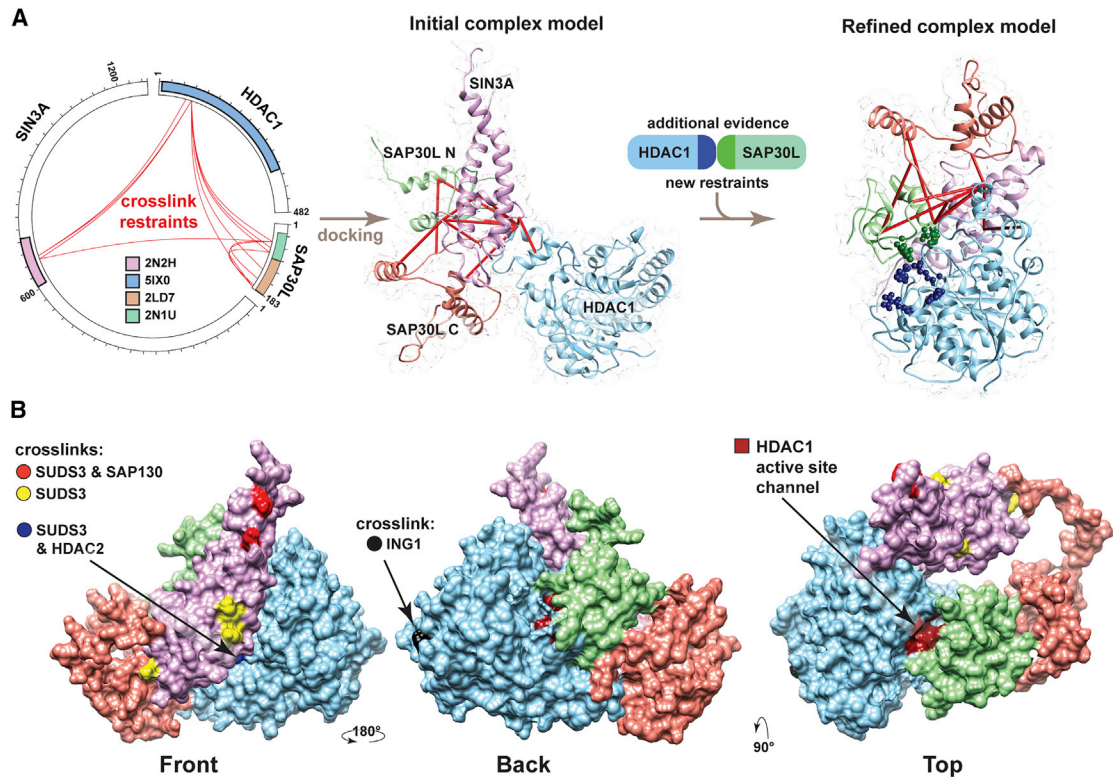 A
Initial complex model
Refined complex model
SIN3A
1200
1
HDAC1
482
1
SAP30L
183
1
600
crosslink
restraints
2N2H
5IX0
2LD7
2N1U
docking
SIN3A
SAP30L N
SAP30L C
HDAC1
additional evidence
HDAC1
SAP30L
new restraints
B
crosslinks:
SUDS3 & SAP130
SUDS3
SUDS3
& HDAC2
crosslink:
ING1
HDAC1
active site
channel
180°
90°
Front
Back
Top